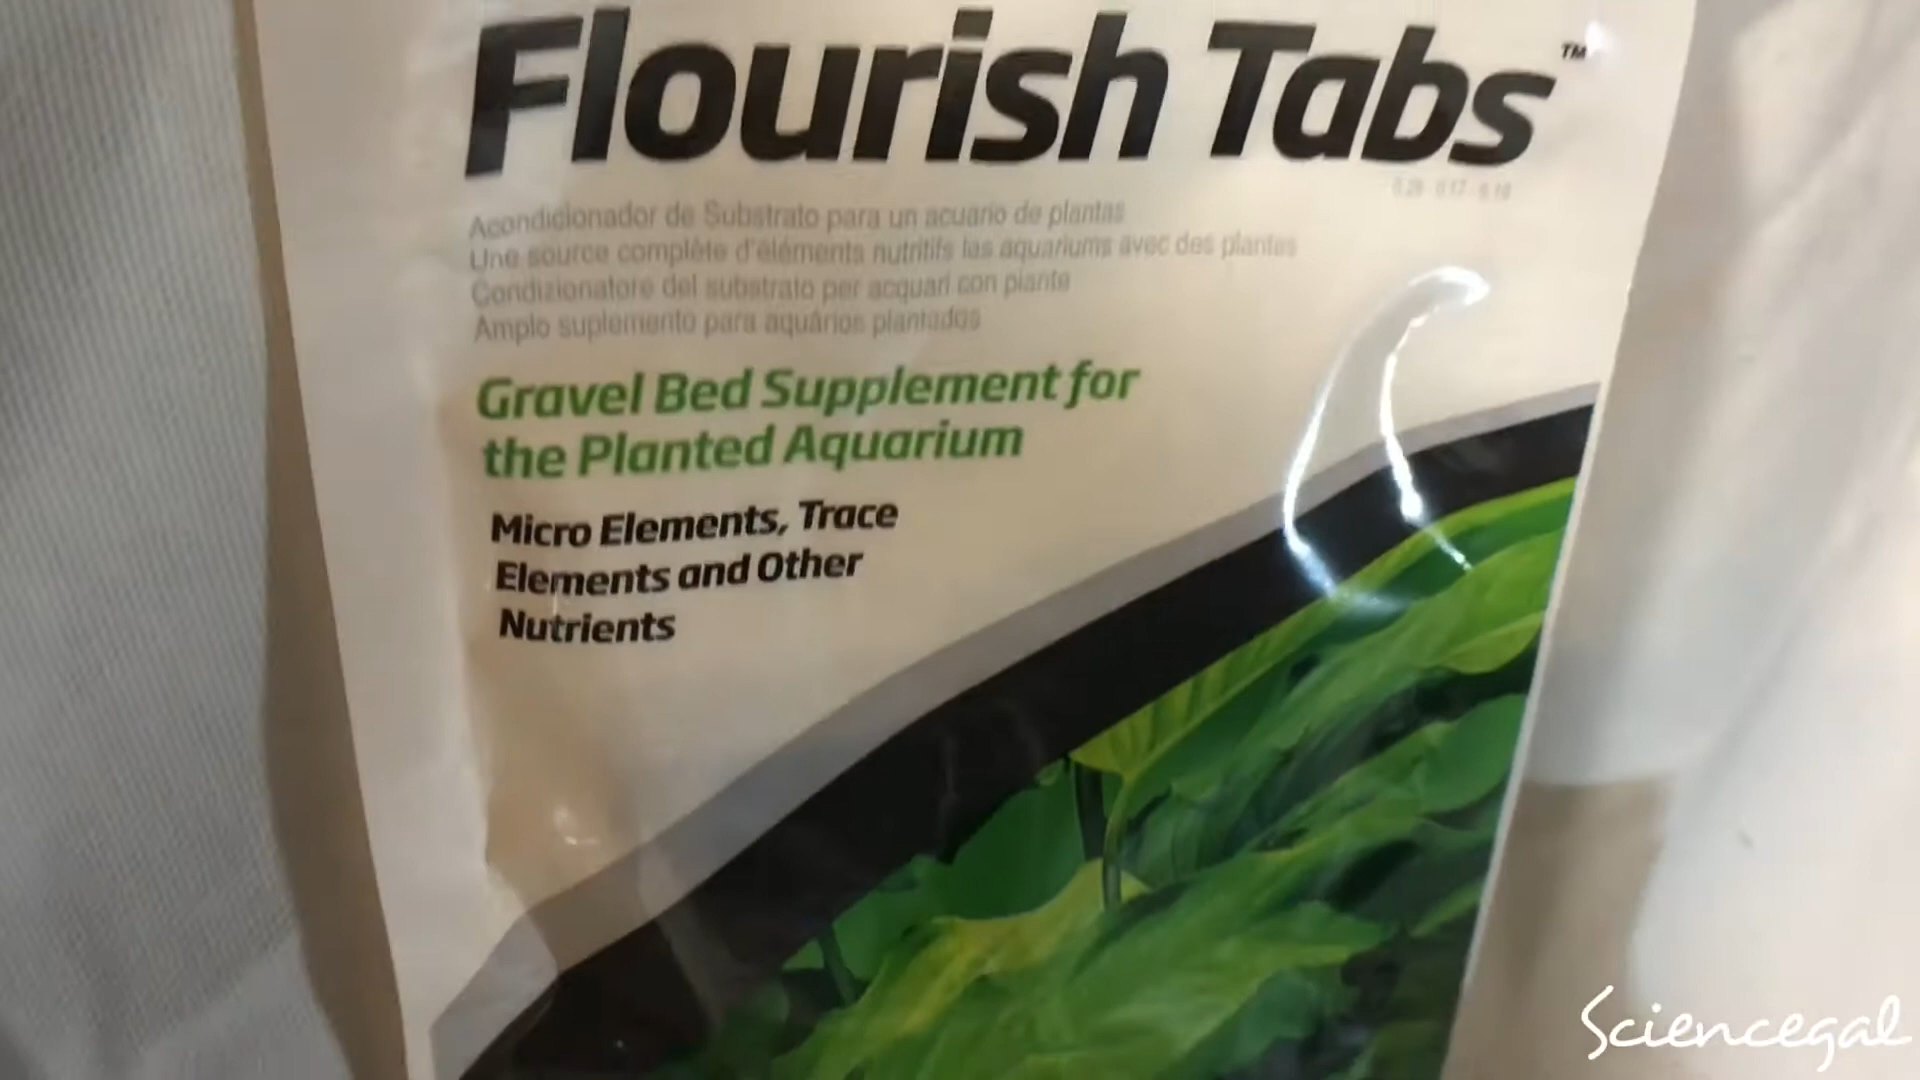 Flourish Tabs™
Acondicionador de Substrato para un acuario de plantas
Une source complète d'éléments nutritifs les aquariums avec des plantes
Condizionatore del substrato per acquari con piante
Amplo suplemento para aquários plantados
Gravel Bed Supplement for
the Planted Aquarium
Micro Elements, Trace
Elements and Other
Nutrients
Sciencegal